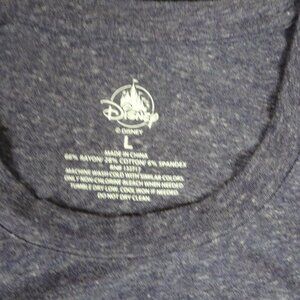 Disney
© DISNEY
L
MADE IN CHINA
66% RAYON/ 28% COTTON/ 6% SPANDEX
MACHINE WASH COLD WITH SIMILAR COLORS
ONLY NON-CHLORINE BLEACH WHEN NEEDED
TUMBLE DRY LOW, COOL IRON IF NEEDED
DO NOT DRY CLEAN.